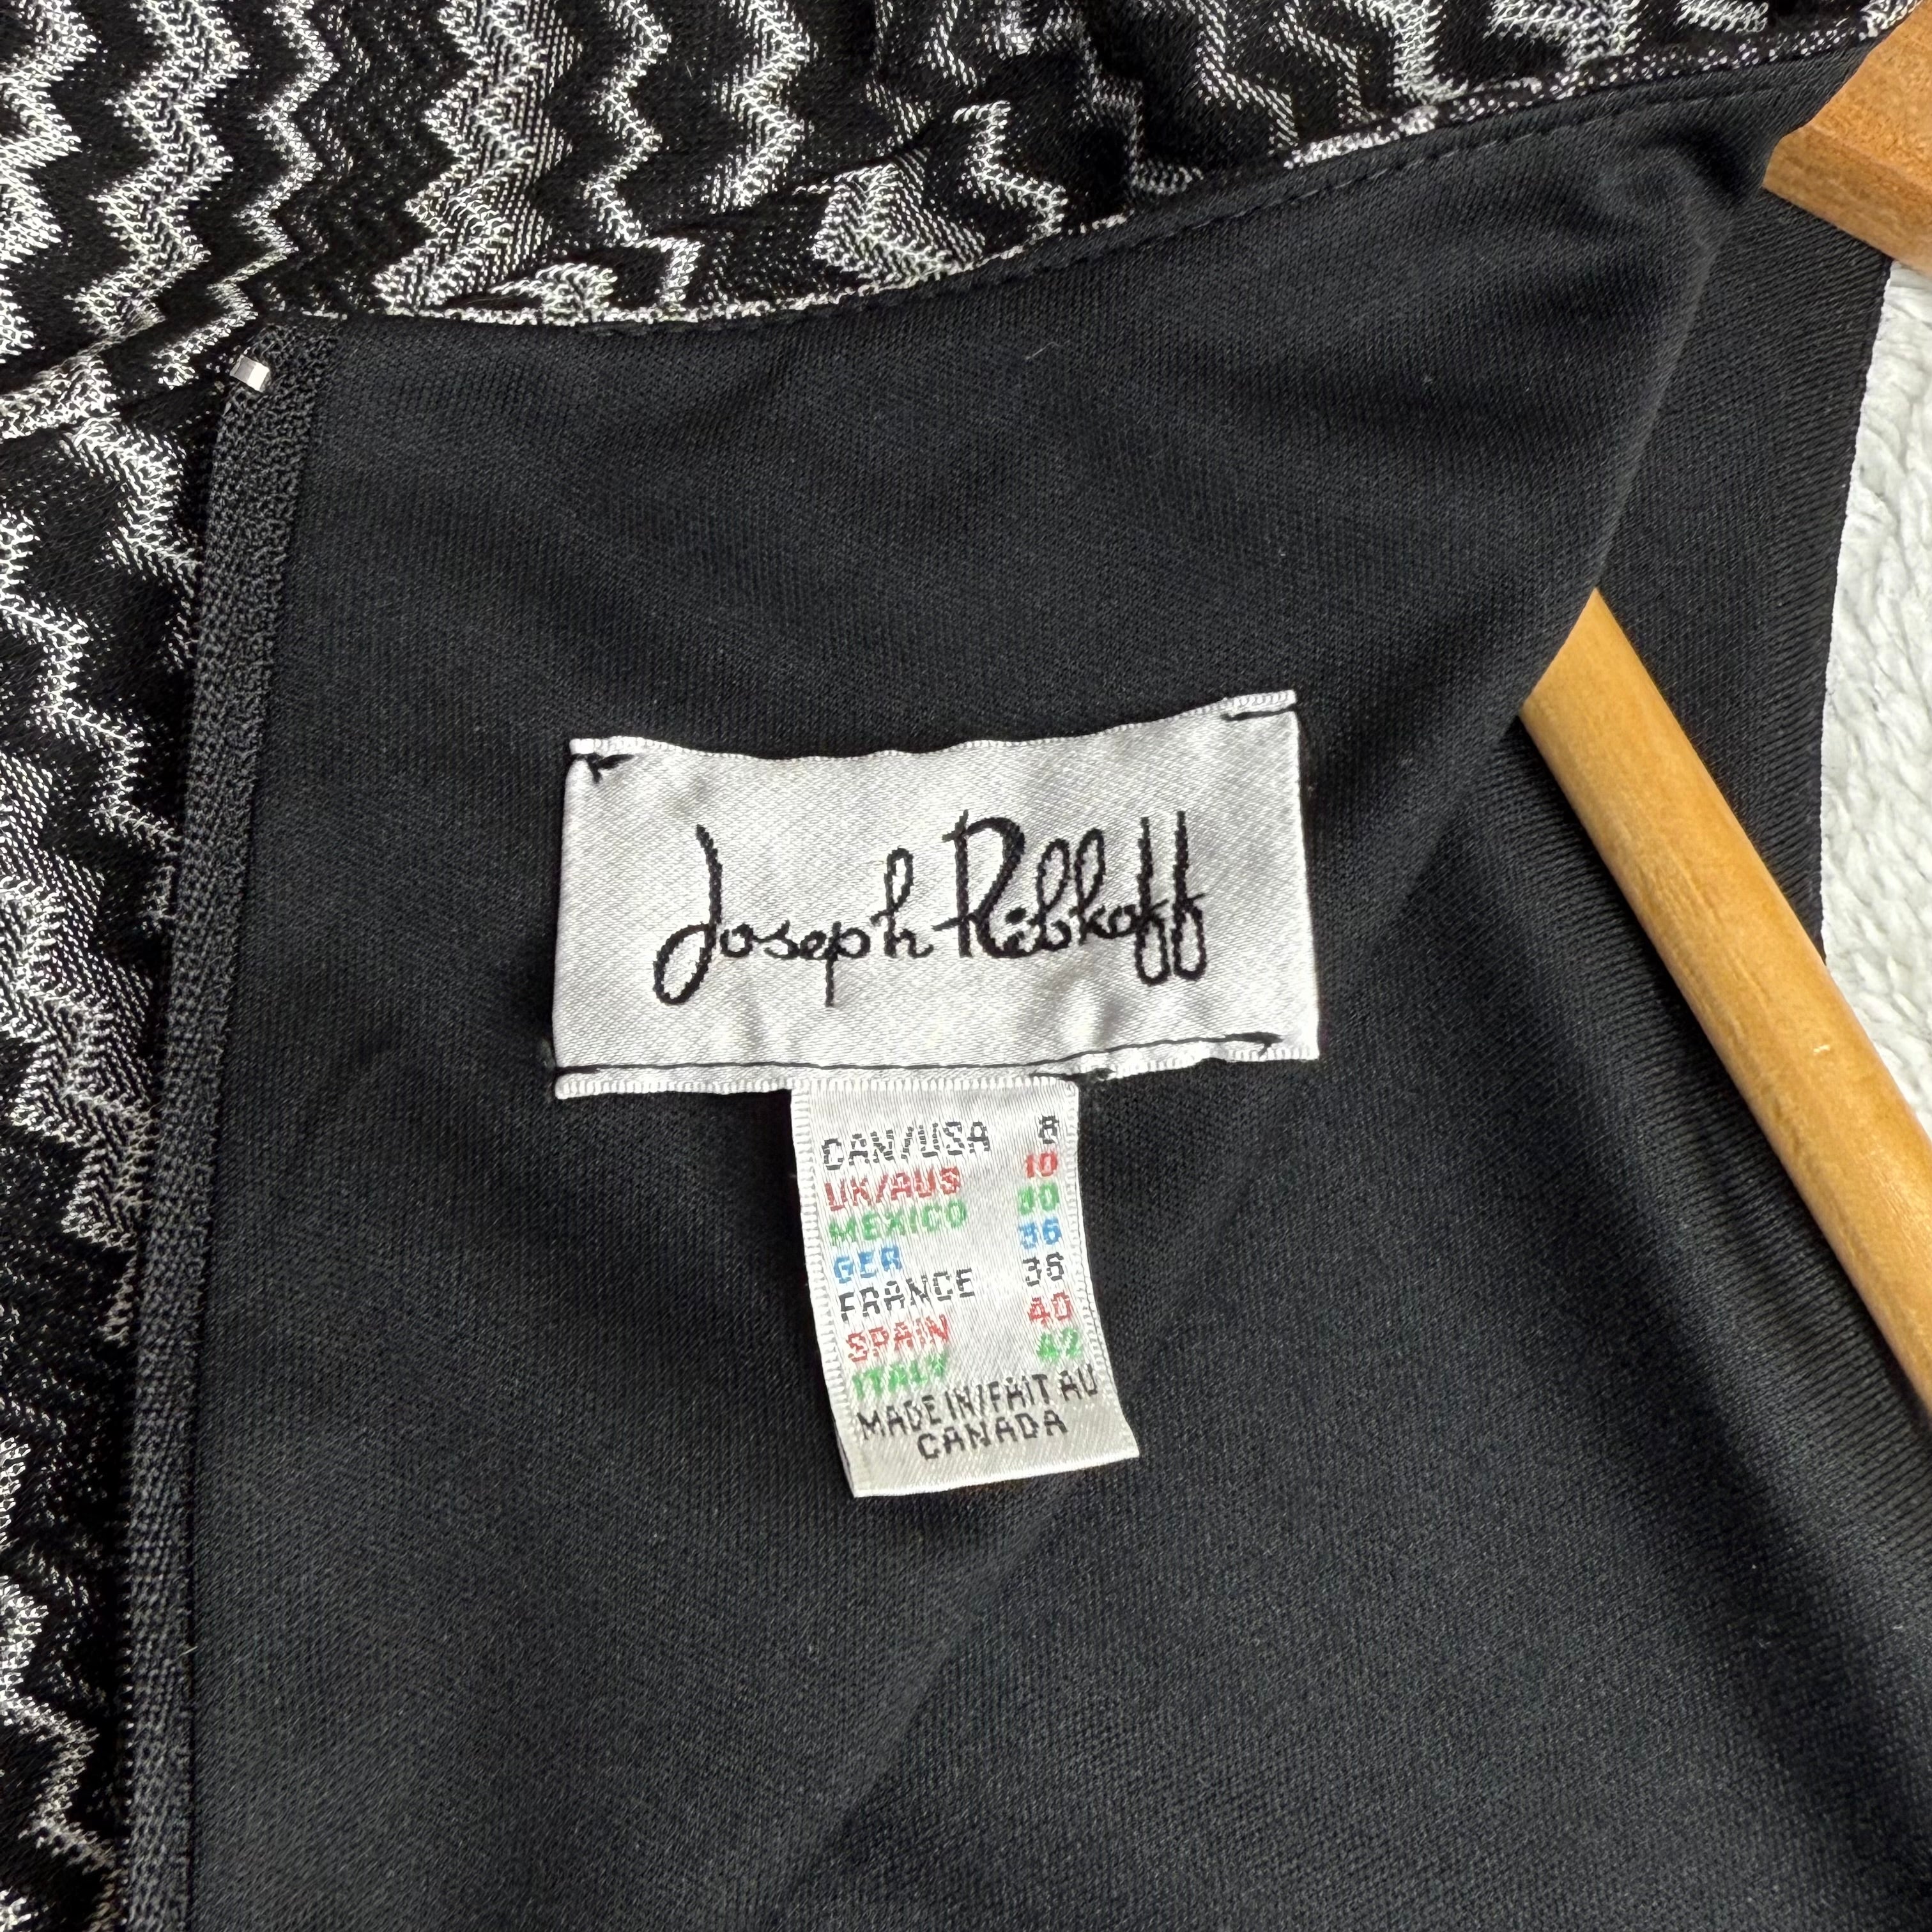 Joseph Ribkoff
CAN/USA 8
UK/AUS 10
MEXICO 30
GER 36
FRANCE 38
SPAIN 40
ITALY 42
MADE IN/FAIT AU
CANADA